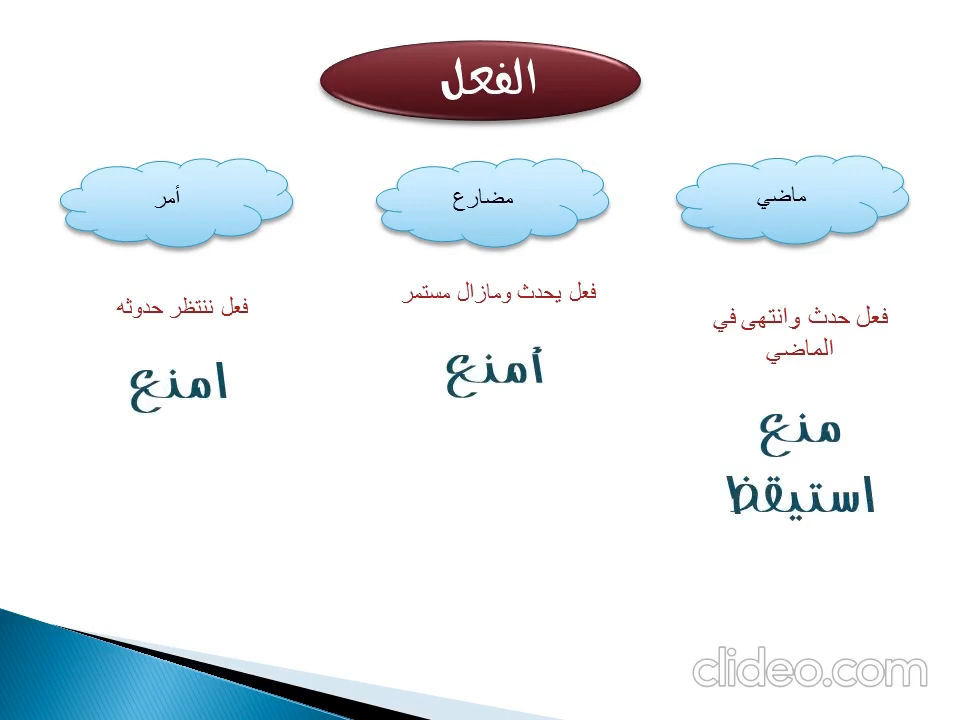 الفعل
ماضي
مضارع
أمر
فعل حدث وانتهى في
الماضي
فعل يحدث ومازال مستمر
فعل ننتظر حدوثه
منع
استيقظ
أمنع
امنع
clideo.com